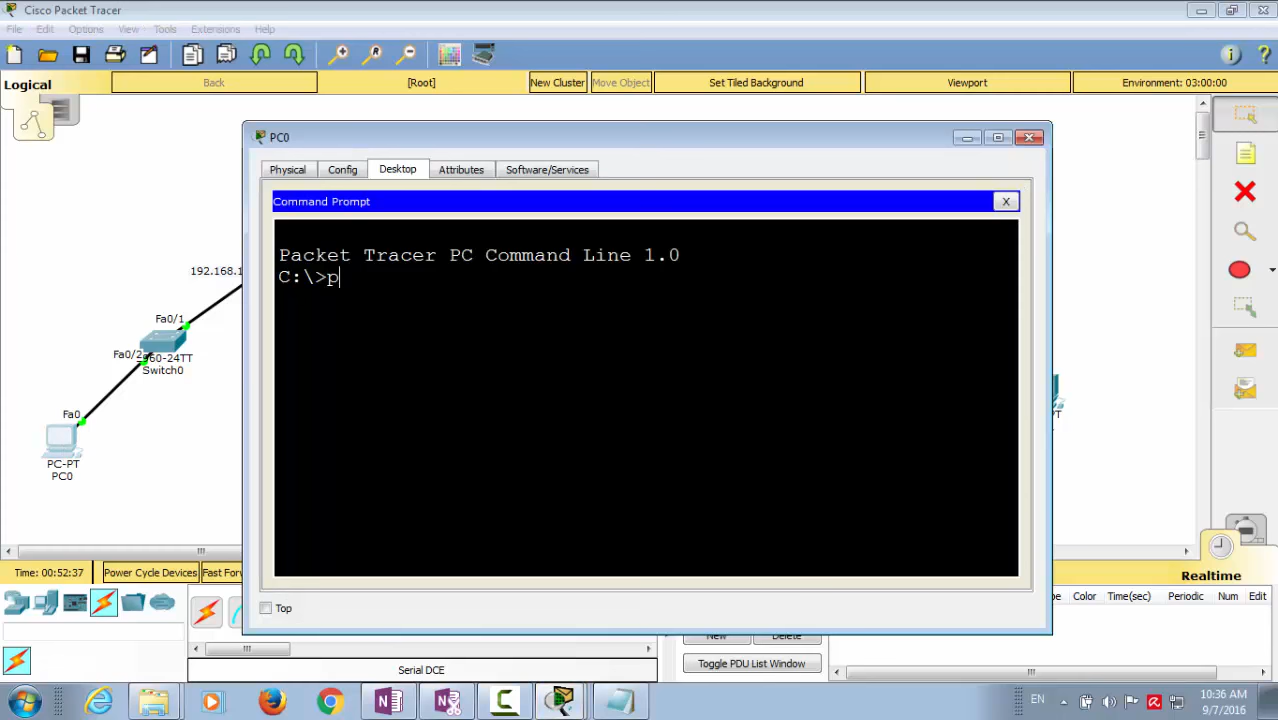 Cisco Packet Tracer
File Edit Options View Tools Extensions Help
Logical Back [Root] New Cluster Move Object Set Tiled Background Viewport Environment: 03:00:00
PC0
Physical Config Desktop Attributes Software/Services
Command Prompt X
Packet Tracer PC Command Line 1.0
C:\>p
192.168.1
Fa0/1
Fa0/2
2960-24TT
Switch0
Fa0
PC-PT
PC0
Top
Time: 00:52:37 Power Cycle Devices Fast For
Realtime
Color Time(sec) Periodic Num Edit
New Delete
Toggle PDU List Window
Serial DCE
EN
10:36 AM
9/7/2016